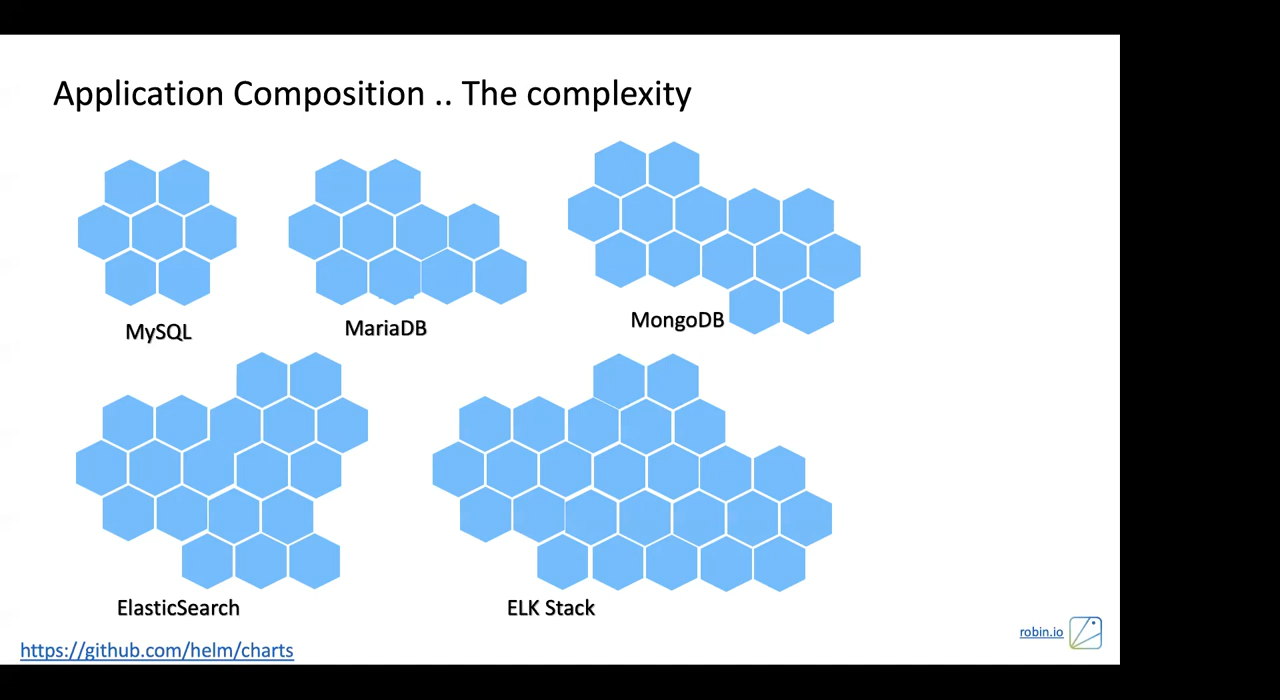 Application Composition .. The complexity
MySQL
MariaDB
MongoDB
ElasticSearch
ELK Stack
https://github.com/helm/charts
robin.io